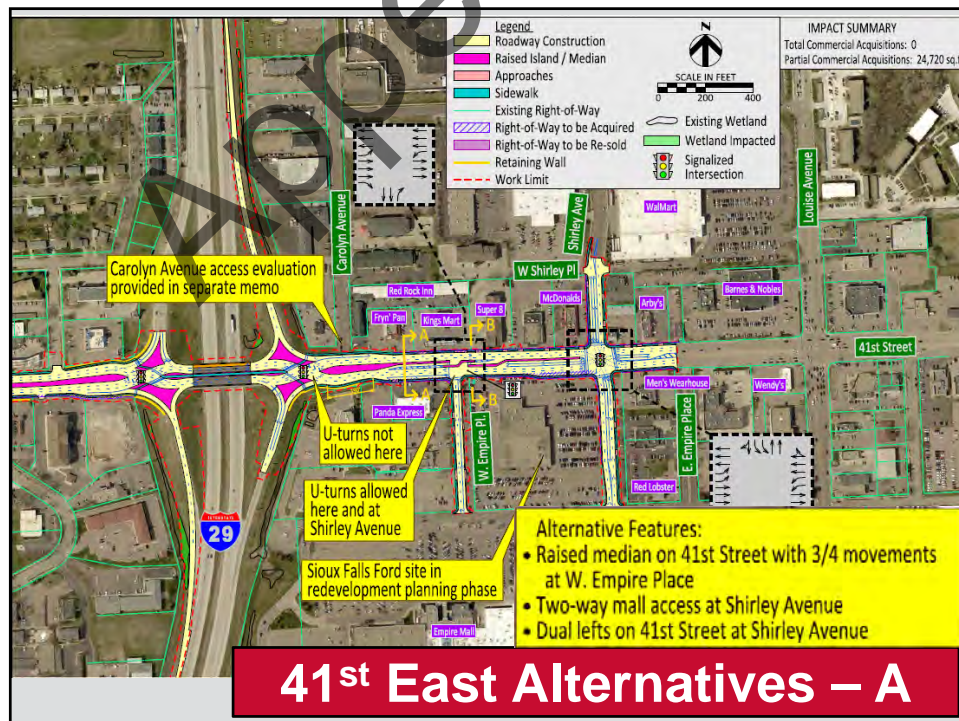 Appe
Legend
Roadway Construction
Raised Island / Median
Approaches
Sidewalk
Existing Right-of-Way
Right-of-Way to be Acquired
Right-of-Way to be Re-sold
Retaining Wall
Work Limit
N
SCALE IN FEET
0 200 400
Existing Wetland
Wetland Impacted
Signalized
Intersection
IMPACT SUMMARY
Total Commercial Acquisitions: 0
Partial Commercial Acquisitions: 24,720 sq.f
Carolyn Avenue
Shirley Ave
WalMart
Louise Avenue
Carolyn Avenue access evaluation
provided in separate memo
W Shirley Pl
Red Rock Inn
McDonalds
Arby's
Barnes & Nobles
Fryn' Pan
Kings Mart
Super 8
A
B
41st Street
A
B
Panda Express
Men's Wearhouse
Wendy's
U-turns not
allowed here
W. Empire Pl.
E. Empire Place
U-turns allowed
here and at
Shirley Avenue
Red Lobster
INTERSTATE
29
Sioux Falls Ford site in
redevelopment planning phase
Empire Mall
Alternative Features:
• Raised median on 41st Street with 3/4 movements
at W. Empire Place
• Two-way mall access at Shirley Avenue
• Dual lefts on 41st Street at Shirley Avenue
41st East Alternatives – A